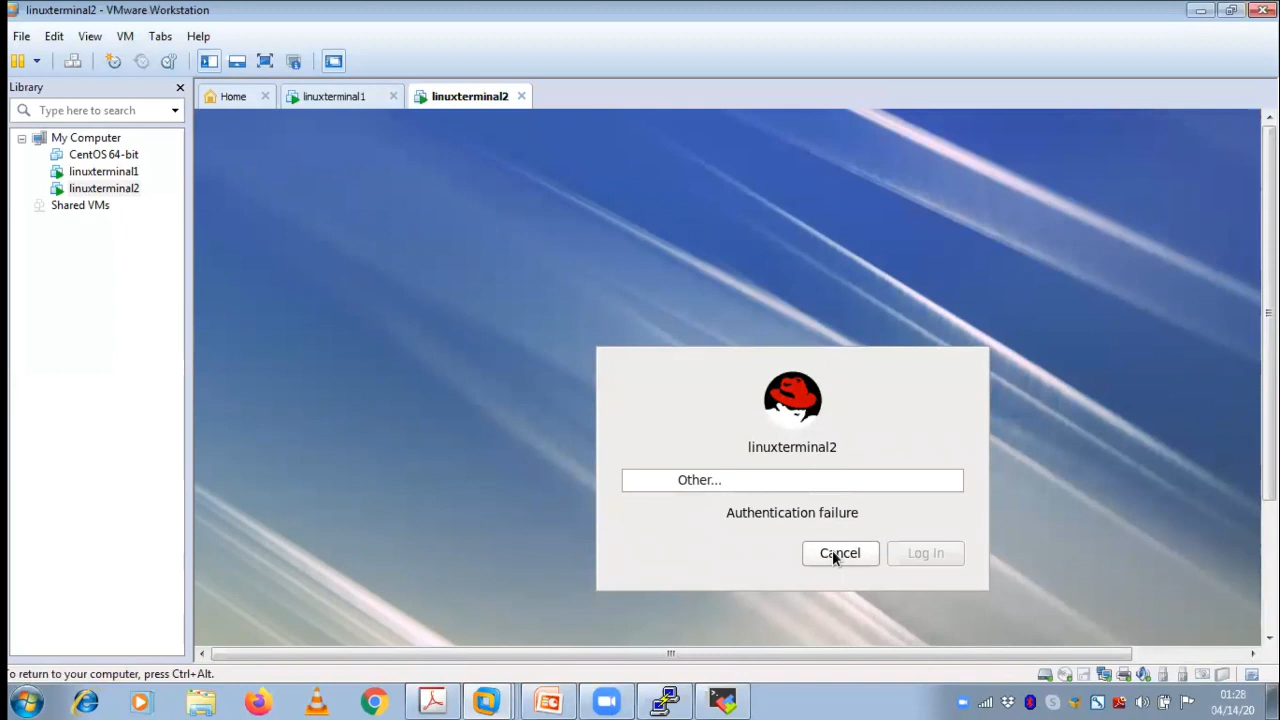 linuxterminal2 - VMware Workstation
File Edit View VM Tabs Help
Library
Type here to search
Home linuxterminal1 linuxterminal2
My Computer
CentOS 64-bit
linuxterminal1
linuxterminal2
Shared VMs
linuxterminal2
Other...
Authentication failure
Cancel Log In
o return to your computer, press Ctrl+Alt.
01:28
04/14/20